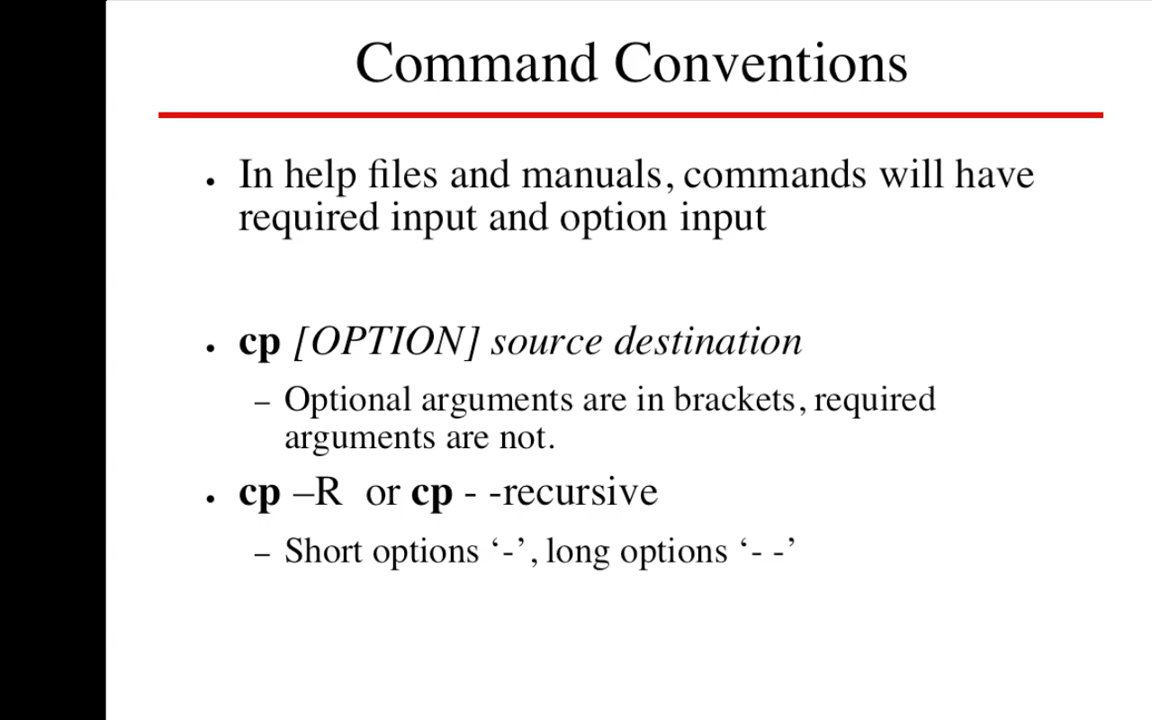 Command Conventions
• In help files and manuals, commands will have
required input and option input
• cp [OPTION] source destination
– Optional arguments are in brackets, required
arguments are not.
• cp –R or cp - -recursive
– Short options ‘-’, long options ‘- -’